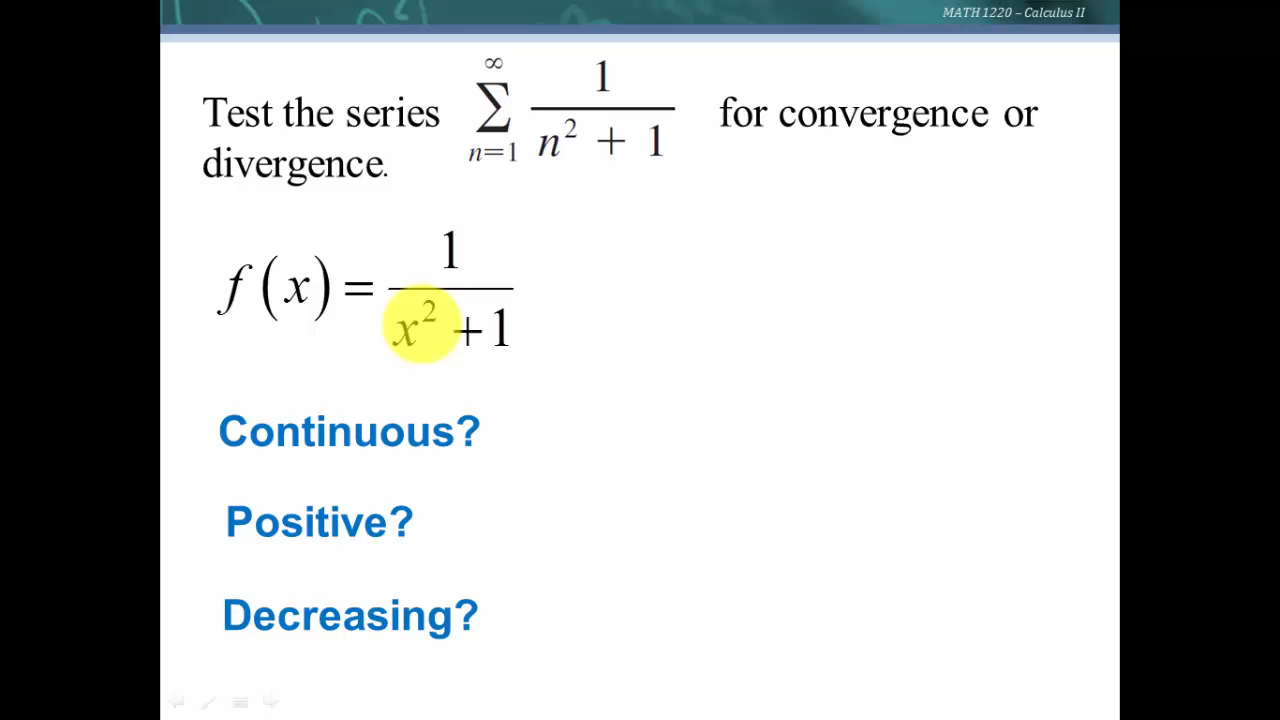 MATH 1220 – Calculus II
Test the series ∑_{n=1}^{∞} 1/(n² + 1) for convergence or
divergence.
f(x) = 1/(x² + 1)
Continuous?
Positive?
Decreasing?